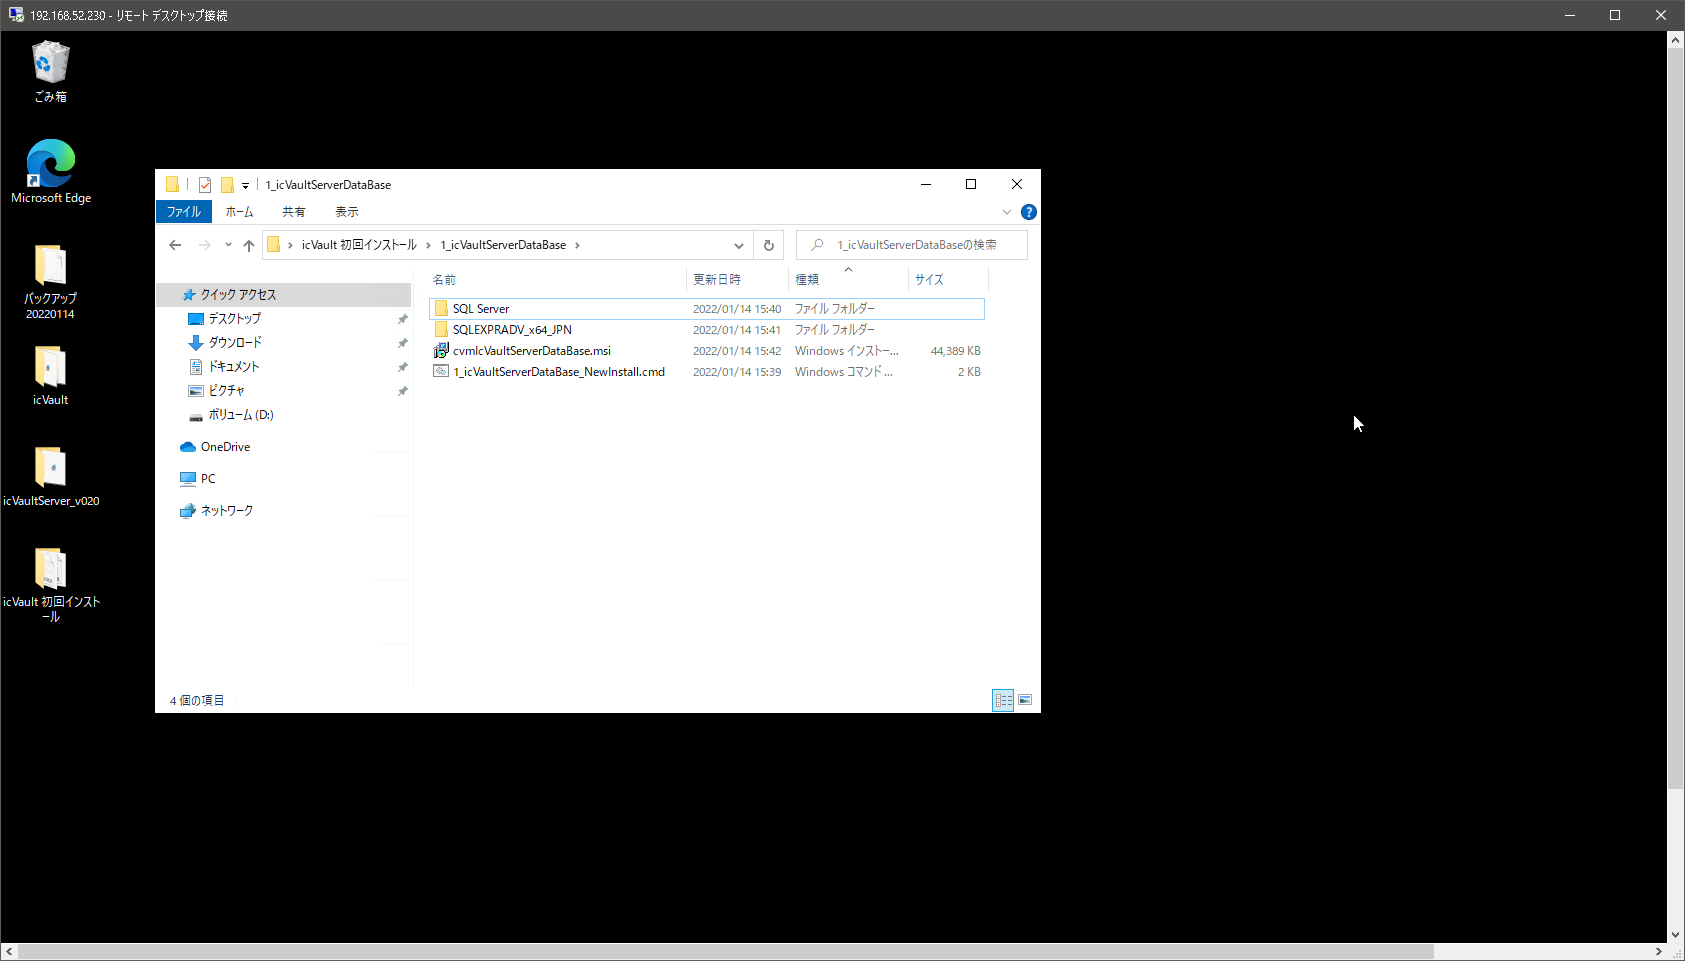 192.168.52.230 - リモート デスクトップ接続
ごみ箱
Microsoft Edge
バックアップ
20220114
icVault
icVaultServer_v020
icVault 初回インスト
ール
1_icVaultServerDataBase
ファイル ホーム 共有 表示
icVault 初回インストール 1_icVaultServerDataBase
1_icVaultServerDataBaseの検索
クイック アクセス
デスクトップ
ダウンロード
ドキュメント
ピクチャ
ボリューム (D:)
OneDrive
PC
ネットワーク
名前 更新日時 種類 サイズ
SQL Server 2022/01/14 15:40 ファイル フォルダー
SQLEXPRADV_x64_JPN 2022/01/14 15:41 ファイル フォルダー
cvmIcVaultServerDataBase.msi 2022/01/14 15:42 Windows インストー... 44,389 KB
1_icVaultServerDataBase_NewInstall.cmd 2022/01/14 15:39 Windows コマンド ... 2 KB
4 個の項目